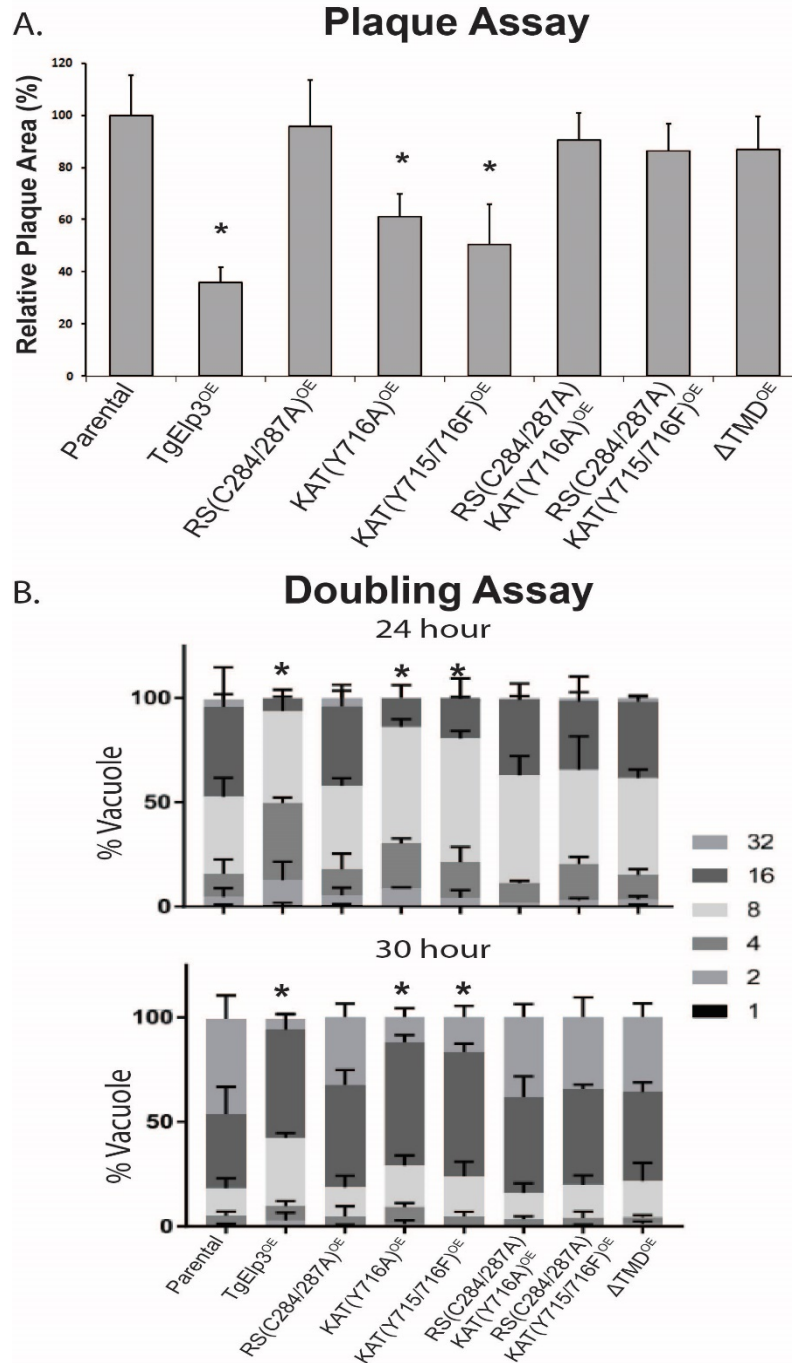 A.
Plaque Assay
Relative Plaque Area (%)
120
100
80
60
40
20
0
*
*
*
Parental
TgElp3OE
RS(C284/287A)OE
KAT(Y716A)OE
KAT(Y715/716F)OE
RS(C284/287A)
KAT(Y716A)OE
RS(C284/287A)
KAT(Y715/716F)OE
ΔTMDOE
B.
Doubling Assay
24 hour
% Vacuole
100
50
0
*
*
*
32
16
8
4
2
1
30 hour
% Vacuole
100
50
0
*
*
*
Parental
TgElp3OE
RS(C284/287A)OE
KAT(Y716A)OE
KAT(Y715/716F)OE
RS(C284/287A)
KAT(Y716A)OE
RS(C284/287A)
KAT(Y715/716F)OE
ΔTMDOE